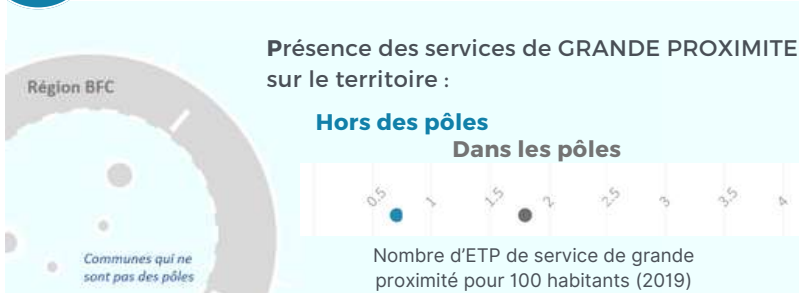 Présence des services de GRANDE PROXIMITE
sur le territoire :
Région BFC
Hors des pôles
Dans les pôles
0.5 1 1.5 2 2.5 3 3.5 4
Communes qui ne
sont pas des pôles
Nombre d’ETP de service de grande
proximité pour 100 habitants (2019)